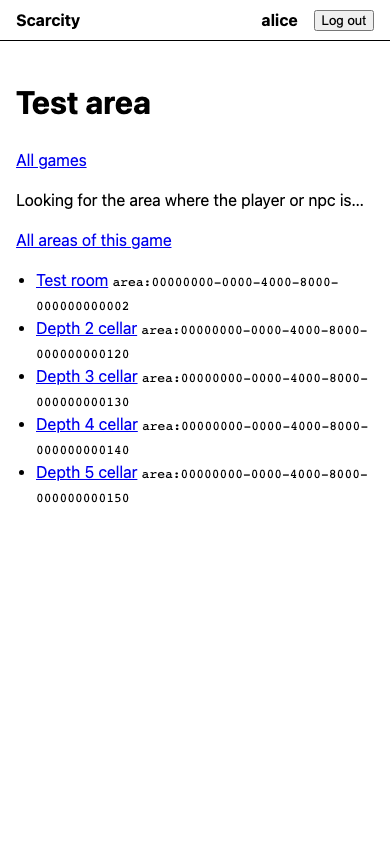 Scarcity
alice
Log out
Test area
All games
Looking for the area where the player or npc is...
All areas of this game
Test room area:00000000-0000-4000-8000-
000000000002
Depth 2 cellar area:00000000-0000-4000-8000-
000000000120
Depth 3 cellar area:00000000-0000-4000-8000-
000000000130
Depth 4 cellar area:00000000-0000-4000-8000-
000000000140
Depth 5 cellar area:00000000-0000-4000-8000-
000000000150